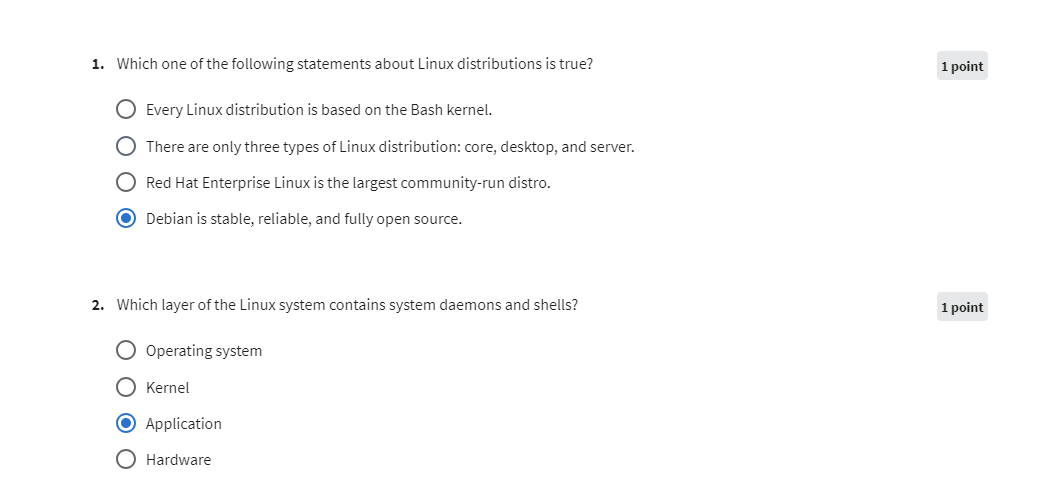 1. Which one of the following statements about Linux distributions is true?
1 point
Every Linux distribution is based on the Bash kernel.
There are only three types of Linux distribution: core, desktop, and server.
Red Hat Enterprise Linux is the largest community-run distro.
Debian is stable, reliable, and fully open source.
2. Which layer of the Linux system contains system daemons and shells?
1 point
Operating system
Kernel
Application
Hardware